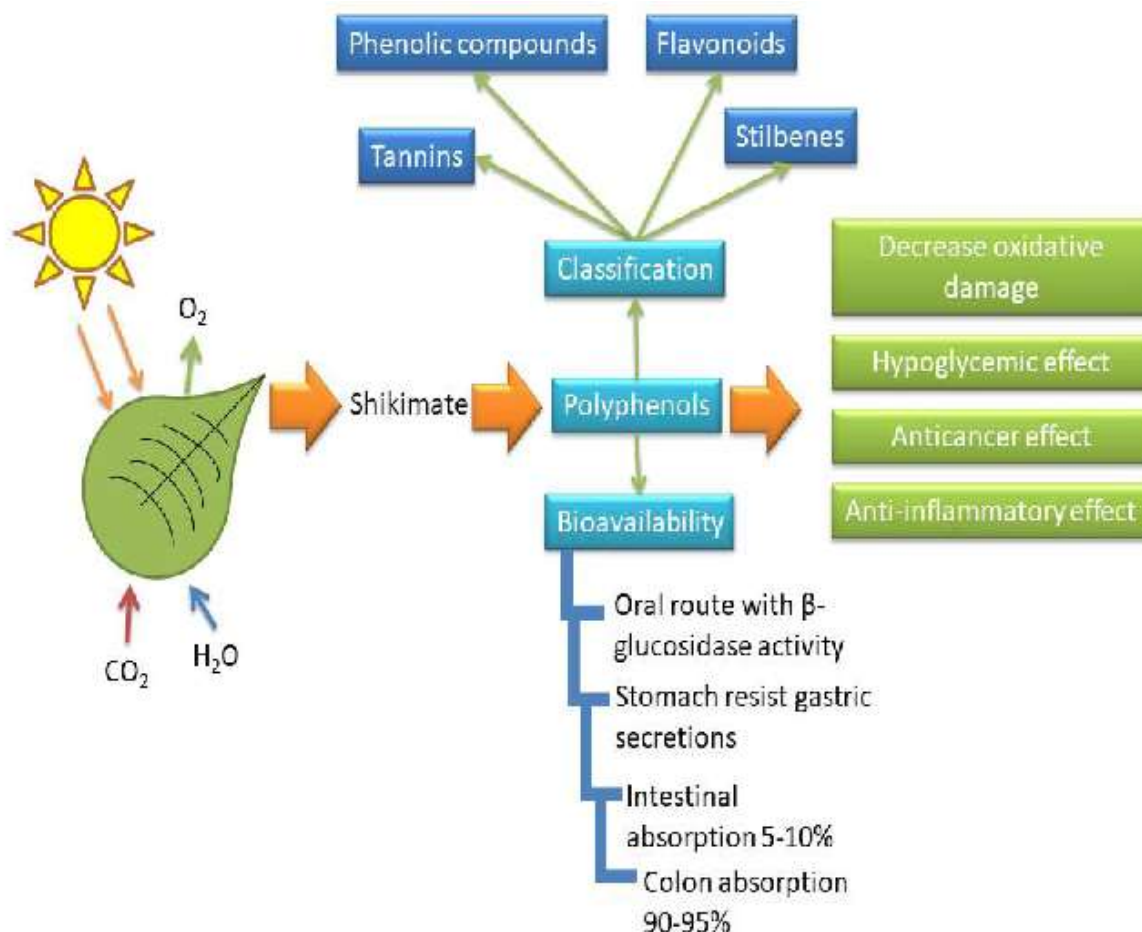 Phenolic compounds
Flavonoids
Tannins
Stilbenes
Classification
O₂
Shikimate
Polyphenols
Decrease oxidative
damage
Hypoglycemic effect
Anticancer effect
Anti-inflammatory effect
Bioavailability
CO₂
H₂O
Oral route with β-
glucosidase activity
Stomach resist gastric
secretions
Intestinal
absorption 5-10%
Colon absorption
90-95%